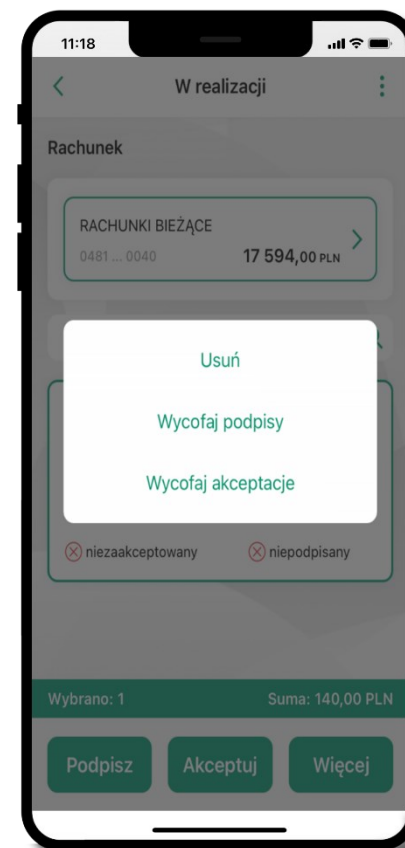 11:18
W realizacji
Rachunek
RACHUNKI BIEŻĄCE
0481 ... 0040 17 594,00 PLN
Usuń
Wycofaj podpisy
Wycofaj akceptacje
niezaakceptowany niepodpisany
Wybrano: 1 Suma: 140,00 PLN
Podpisz Akceptuj Więcej